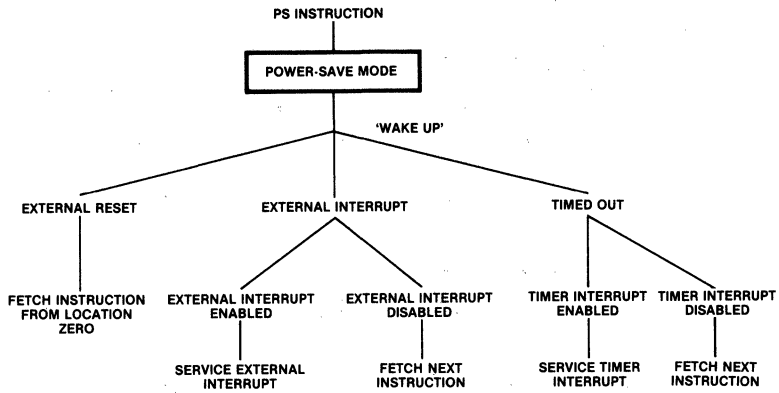 PS INSTRUCTION
POWER-SAVE MODE
'WAKE UP'
EXTERNAL RESET
EXTERNAL INTERRUPT
TIMED OUT
FETCH INSTRUCTION
FROM LOCATION
ZERO
EXTERNAL INTERRUPT
ENABLED
EXTERNAL INTERRUPT
DISABLED
TIMER INTERRUPT
ENABLED
TIMER INTERRUPT
DISABLED
SERVICE EXTERNAL
INTERRUPT
FETCH NEXT
INSTRUCTION
SERVICE TIMER
INTERRUPT
FETCH NEXT
INSTRUCTION